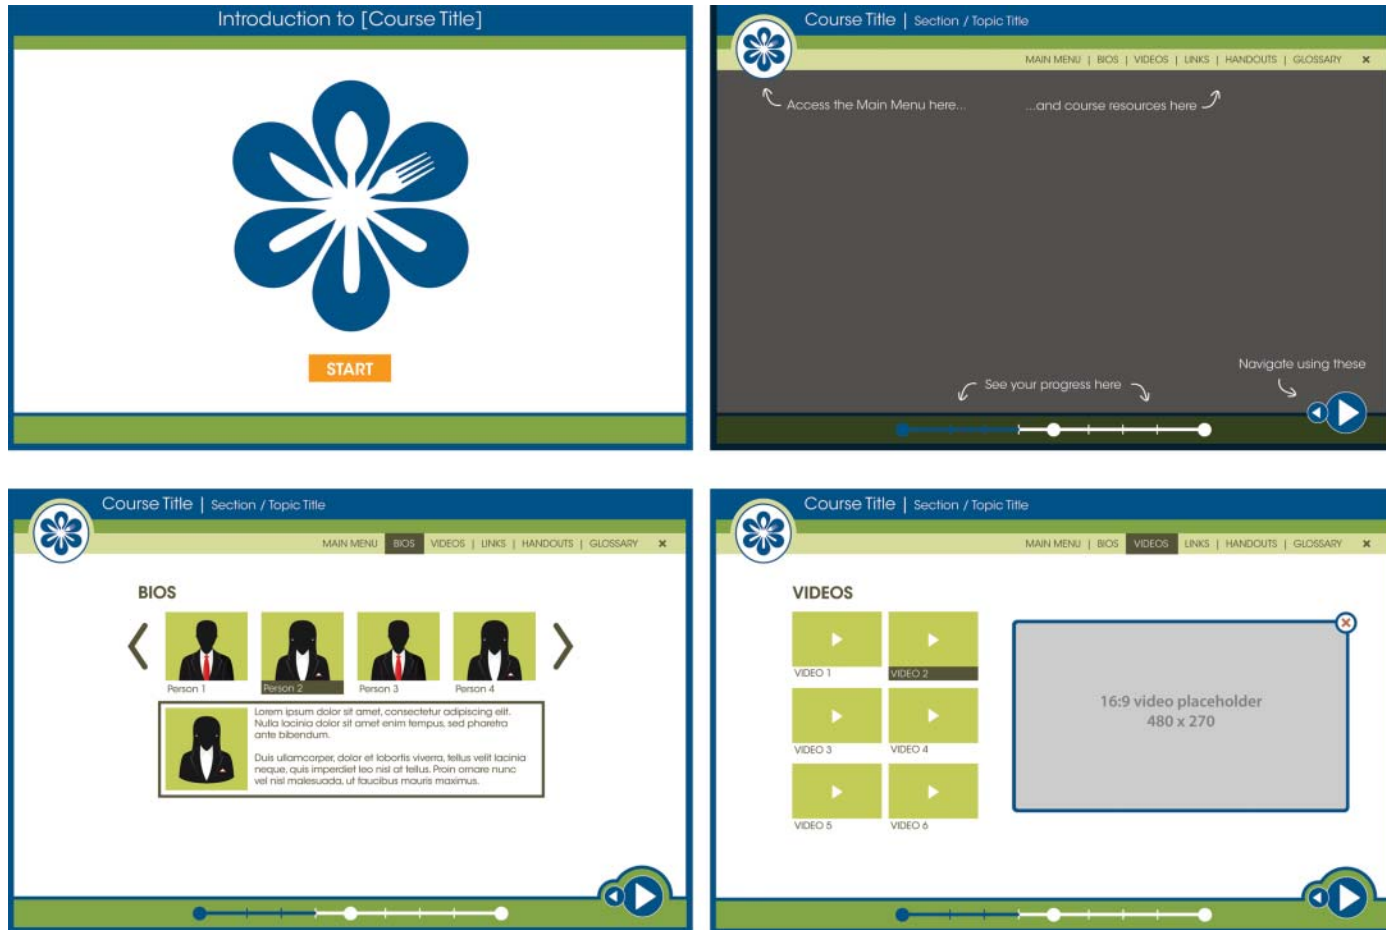 Introduction to [Course Title]
START
Course Title | Section / Topic Title
MAIN MENU | BIOS | VIDEOS | LINKS | HANDOUTS | GLOSSARY ×
Access the Main Menu here...
...and course resources here
Navigate using these
See your progress here
Course Title | Section / Topic Title
MAIN MENU BIOS VIDEOS | LINKS | HANDOUTS | GLOSSARY ×
BIOS
Person 1
Person 2
Person 3
Person 4
Lorem ipsum dolor sit amet, consectetur adipiscing elit.
Nulla lacinia dolor sit amet enim tempus, sed pharetra
ante bibendum.
Duis ullamcorper, dolor et lobortis viverra, tellus velit lacinia
neque, quis imperdiet leo nisl at tellus. Proin ornare nunc
vel nisl malesuada, ut faucibus mauris maximus.
Course Title | Section / Topic Title
MAIN MENU | BIOS VIDEOS LINKS | HANDOUTS | GLOSSARY ×
VIDEOS
VIDEO 1
VIDEO 2
VIDEO 3
VIDEO 4
VIDEO 5
VIDEO 6
16:9 video placeholder
480 x 270